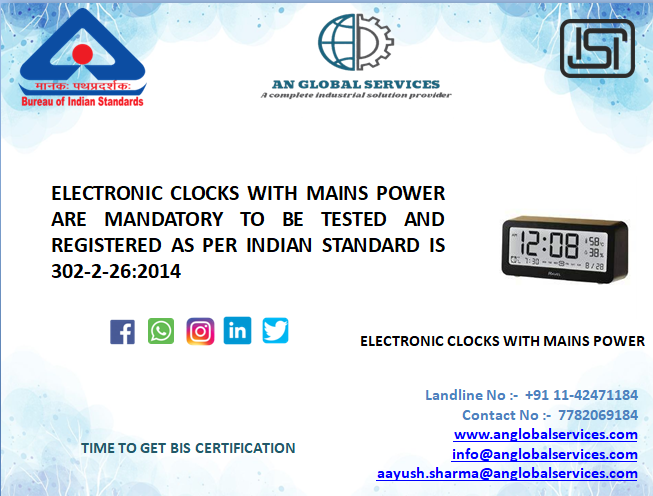 मानकः पथप्रदर्शकः
Bureau of Indian Standards
AN GLOBAL SERVICES
A complete industrial solution provider
ISI
ELECTRONIC CLOCKS WITH MAINS POWER
ARE MANDATORY TO BE TESTED AND
REGISTERED AS PER INDIAN STANDARD IS
302-2-26:2014
AM 12:08 58°C
38%
7:30 8/28
ELECTRONIC CLOCKS WITH MAINS POWER
Landline No :- +91 11-42471184
Contact No :- 7782069184
www.anglobalservices.com
info@anglobalservices.com
aayush.sharma@anglobalservices.com
TIME TO GET BIS CERTIFICATION